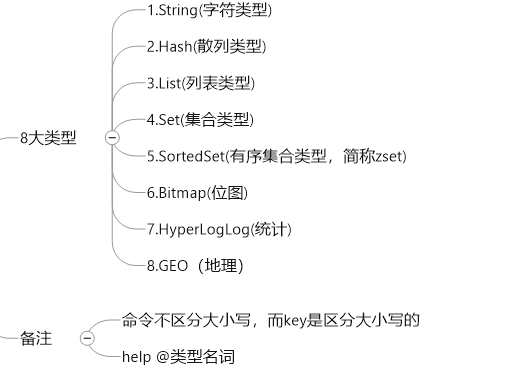 1.String(字符类型)
2.Hash(散列类型)
3.List(列表类型)
4.Set(集合类型)
8大类型
5.SortedSet(有序集合类型，简称zset)
6.Bitmap(位图)
7.HyperLogLog(统计)
8.GEO（地理）
命令不区分大小写，而key是区分大小写的
备注
help @类型名词